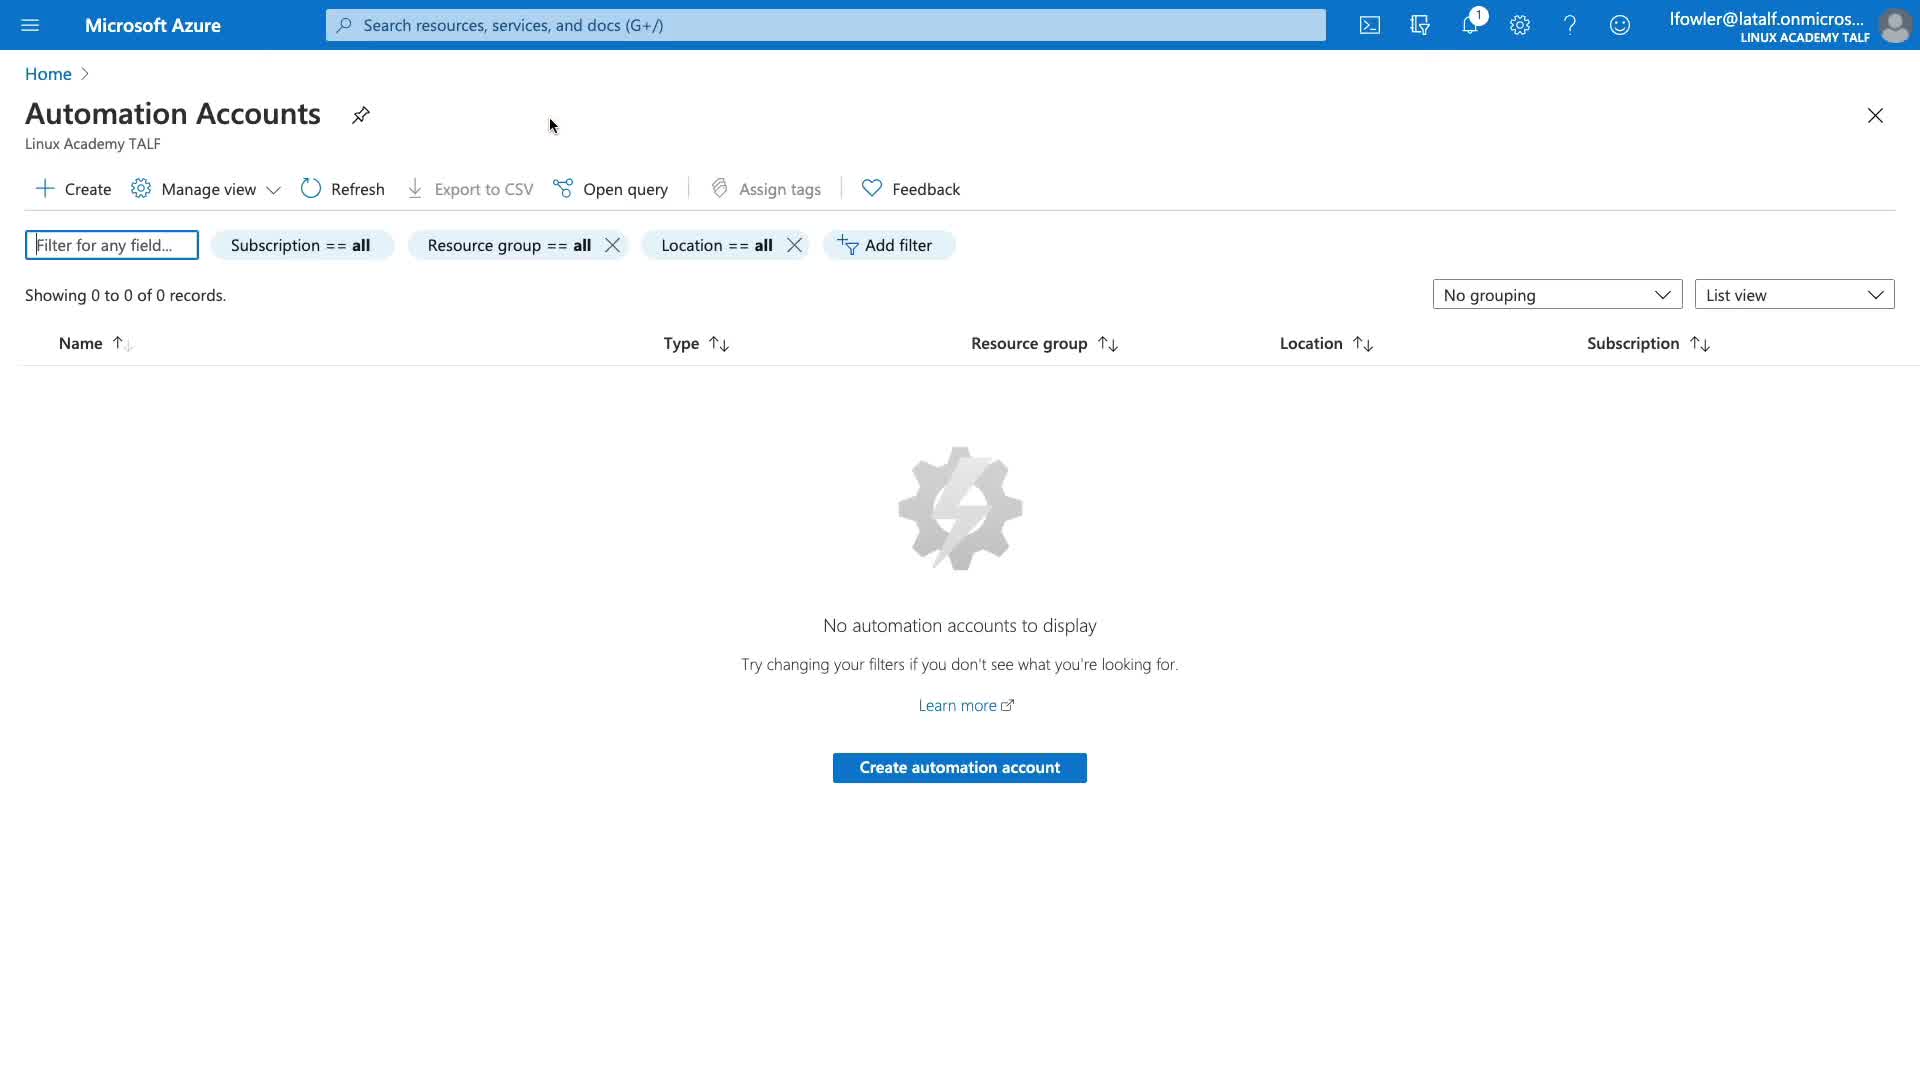 Microsoft Azure
Search resources, services, and docs (G+/)
1
lfowler@latalf.onmicros...
LINUX ACADEMY TALF
Home
Automation Accounts
Linux Academy TALF
Create
Manage view
Refresh
Export to CSV
Open query
Assign tags
Feedback
Filter for any field...
Subscription == all
Resource group == all
Location == all
Add filter
Showing 0 to 0 of 0 records.
No grouping
List view
Name
Type
Resource group
Location
Subscription
No automation accounts to display
Try changing your filters if you don't see what you're looking for.
Learn more
Create automation account